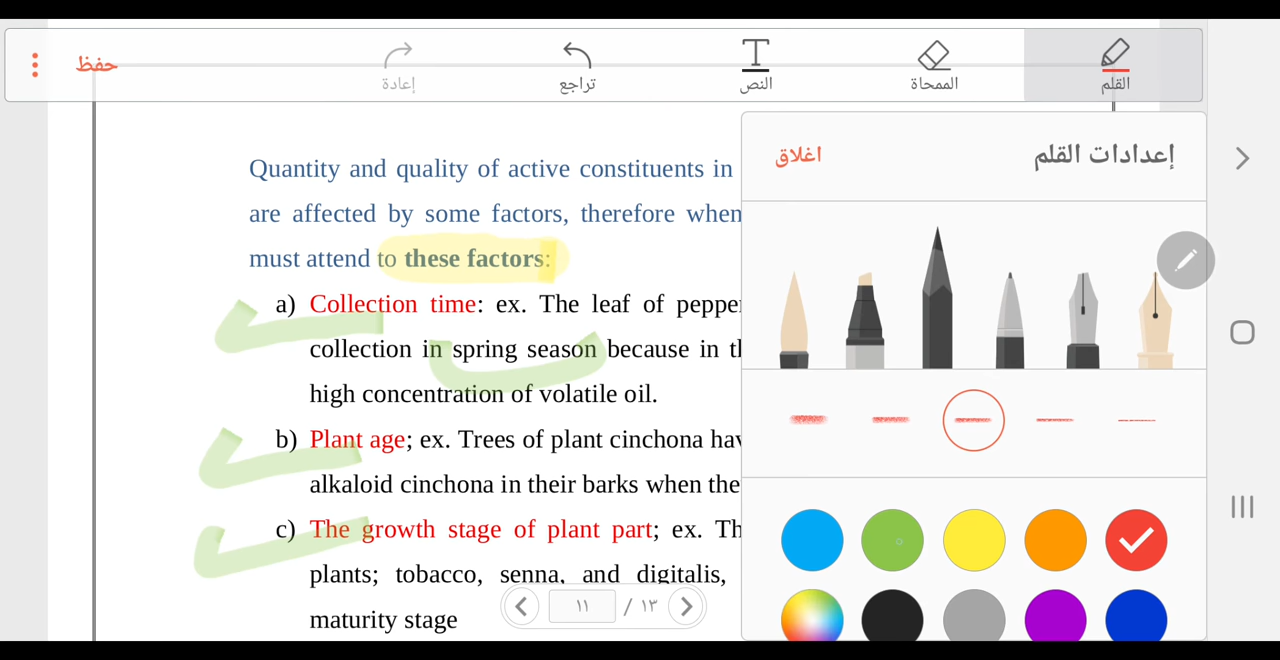 القلم
الممحاة
النص
تراجع
إعادة
حفظ
إعدادات القلم
اغلاق
Quantity and quality of active constituents in
are affected by some factors, therefore when
must attend to these factors:
a) Collection time: ex. The leaf of pepper
collection in spring season because in th
high concentration of volatile oil.
b) Plant age; ex. Trees of plant cinchona hav
alkaloid cinchona in their barks when the
c) The growth stage of plant part; ex. Th
plants; tobacco, senna, and digitalis,
maturity stage
١١ / ١٣